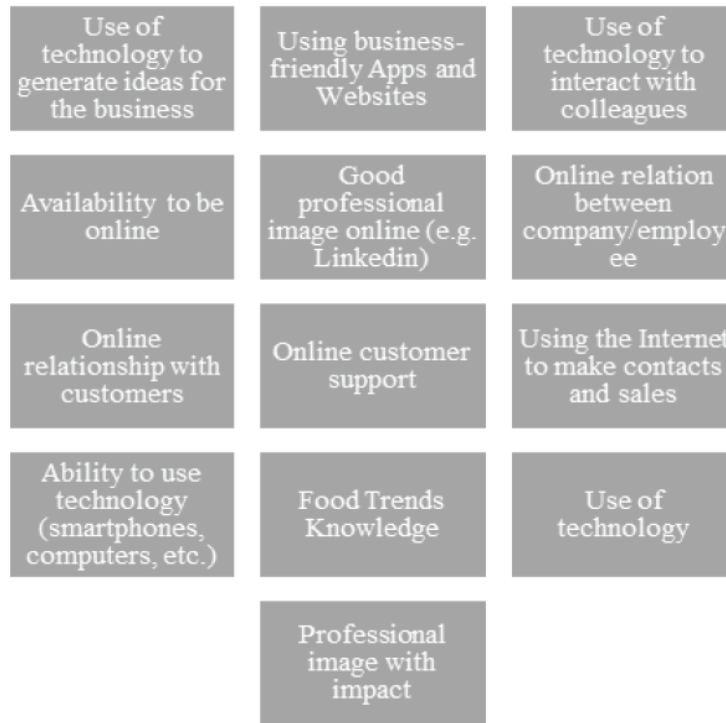 Use of
technology to
generate ideas for
the business
Using business-
friendly Apps and
Websites
Use of
technology to
interact with
colleagues
Availability to be
online
Good
professional
image online (e.g.
Linkedin)
Online relation
between
company/employ
ee
Online
relationship with
customers
Online customer
support
Using the Internet
to make contacts
and sales
Ability to use
technology
(smartphones,
computers, etc.)
Food Trends
Knowledge
Use of
technology
Professional
image with
impact